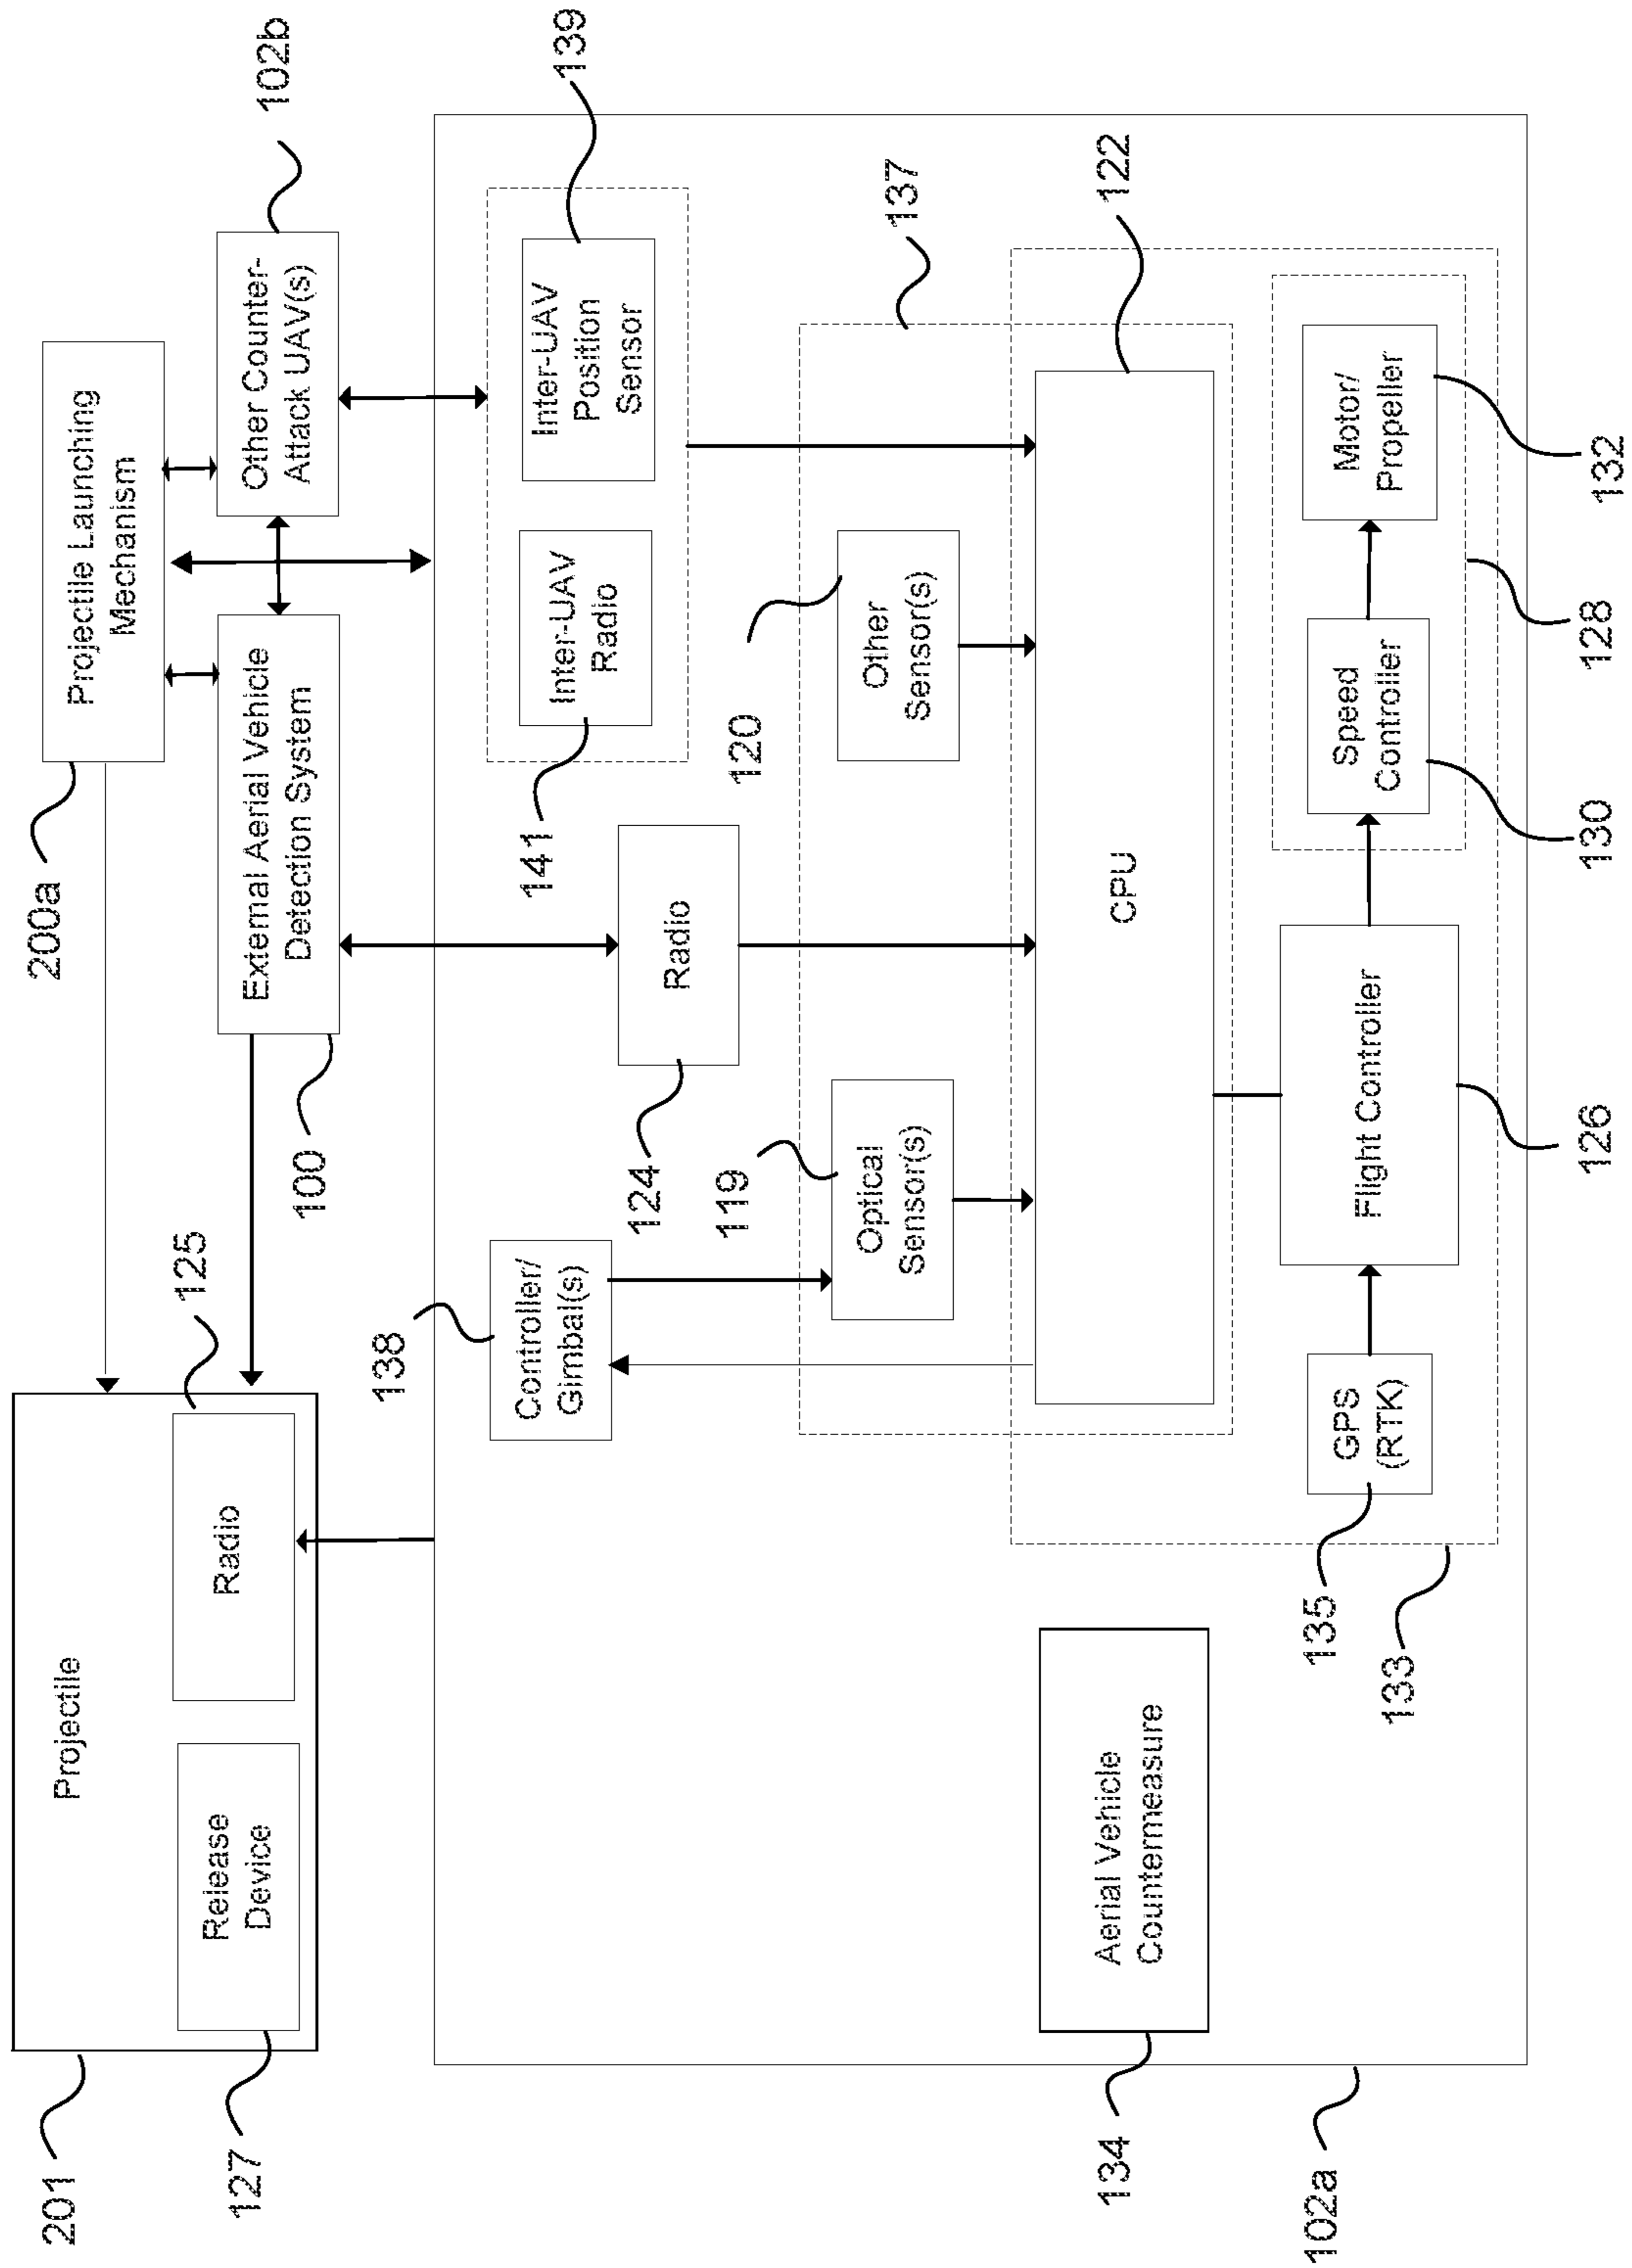 201
200a
Projectile
Projectile Launching
Mechanism
127
Release
Device
Radio
125
100
External Aerial Vehicle
Detection System
Other Counter-
Attack UAV(s)
102b
138
Controller/
Gimbal(s)
141
Inter-UAV
Radio
Inter-UAV
Position
Sensor
139
124
Radio
119
Optical
Sensor(s)
120
Other
Sensor(s)
137
134
Aerial Vehicle
Countermeasure
CPU
122
135
GPS
(RTK)
Flight Controller
Speed
Controller
Motor/
Propeller
102a
133
126
130
128
132